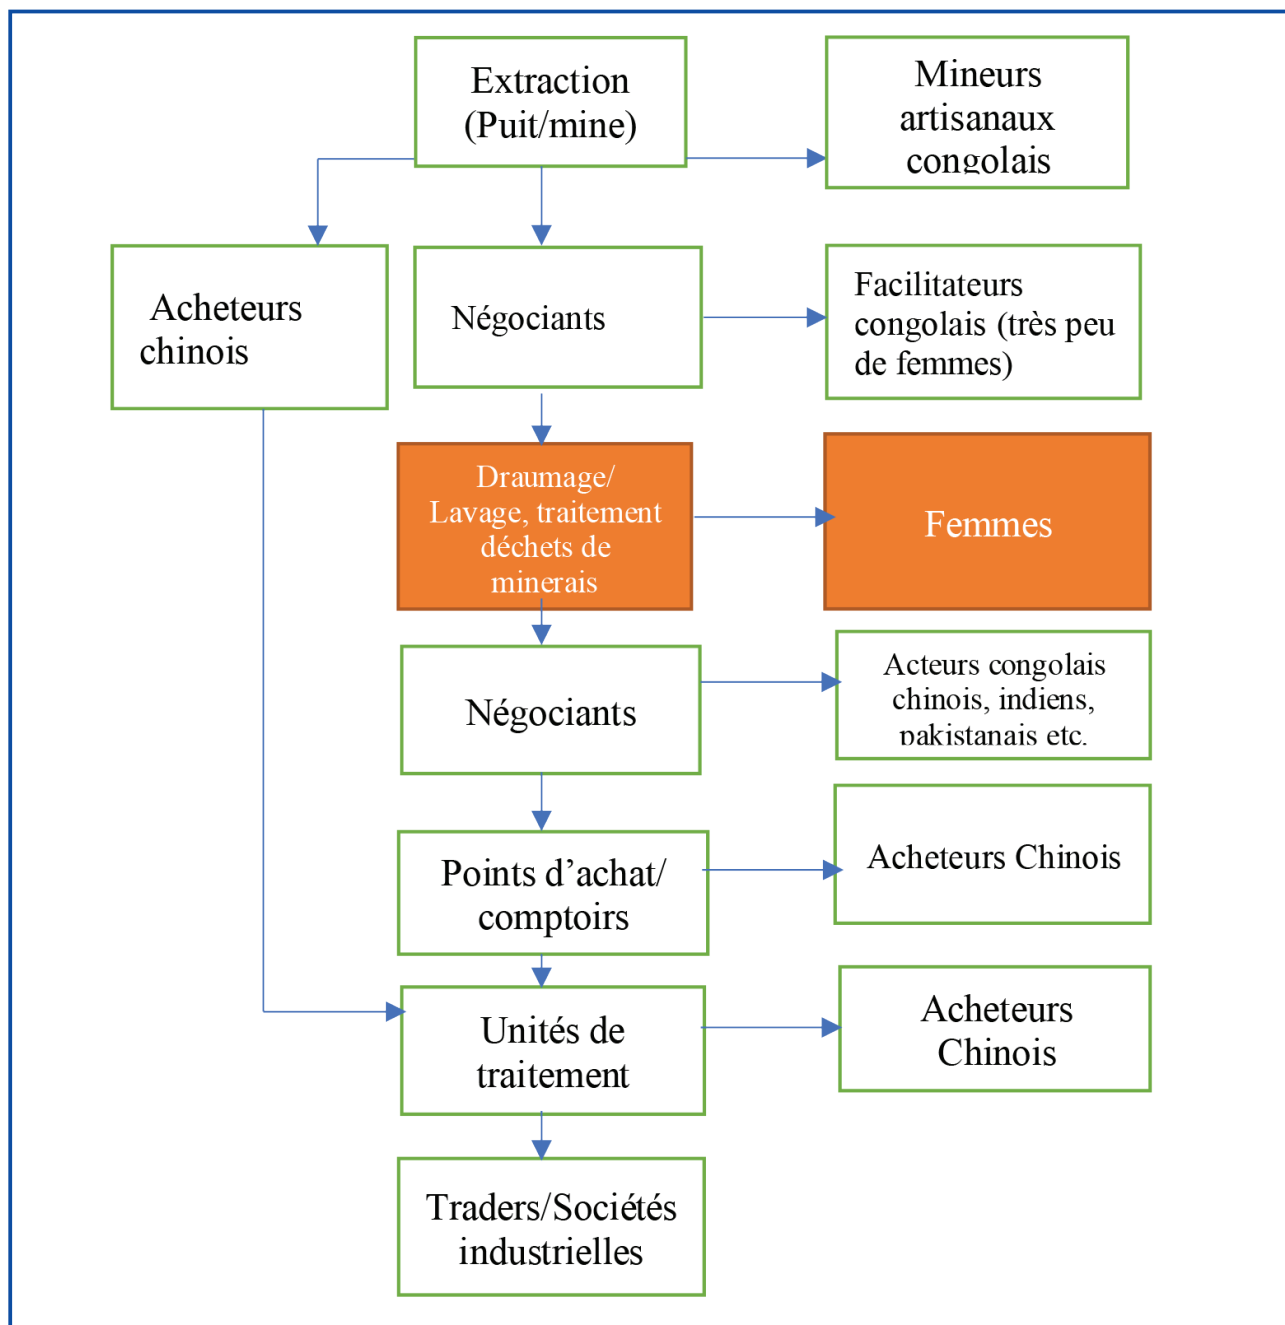 Extraction
(Puit/mine)
Mineurs
artisanaux
congolais
Acheteurs
chinois
Négociants
Facilitateurs
congolais (très peu
de femmes)
Draumage/
Lavage, traitement
déchets de
minerais
Femmes
Négociants
Acteurs congolais
chinois, indiens,
pakistanais etc.
Points d’achat/
comptoirs
Acheteurs Chinois
Unités de
traitement
Acheteurs
Chinois
Traders/Sociétés
industrielles